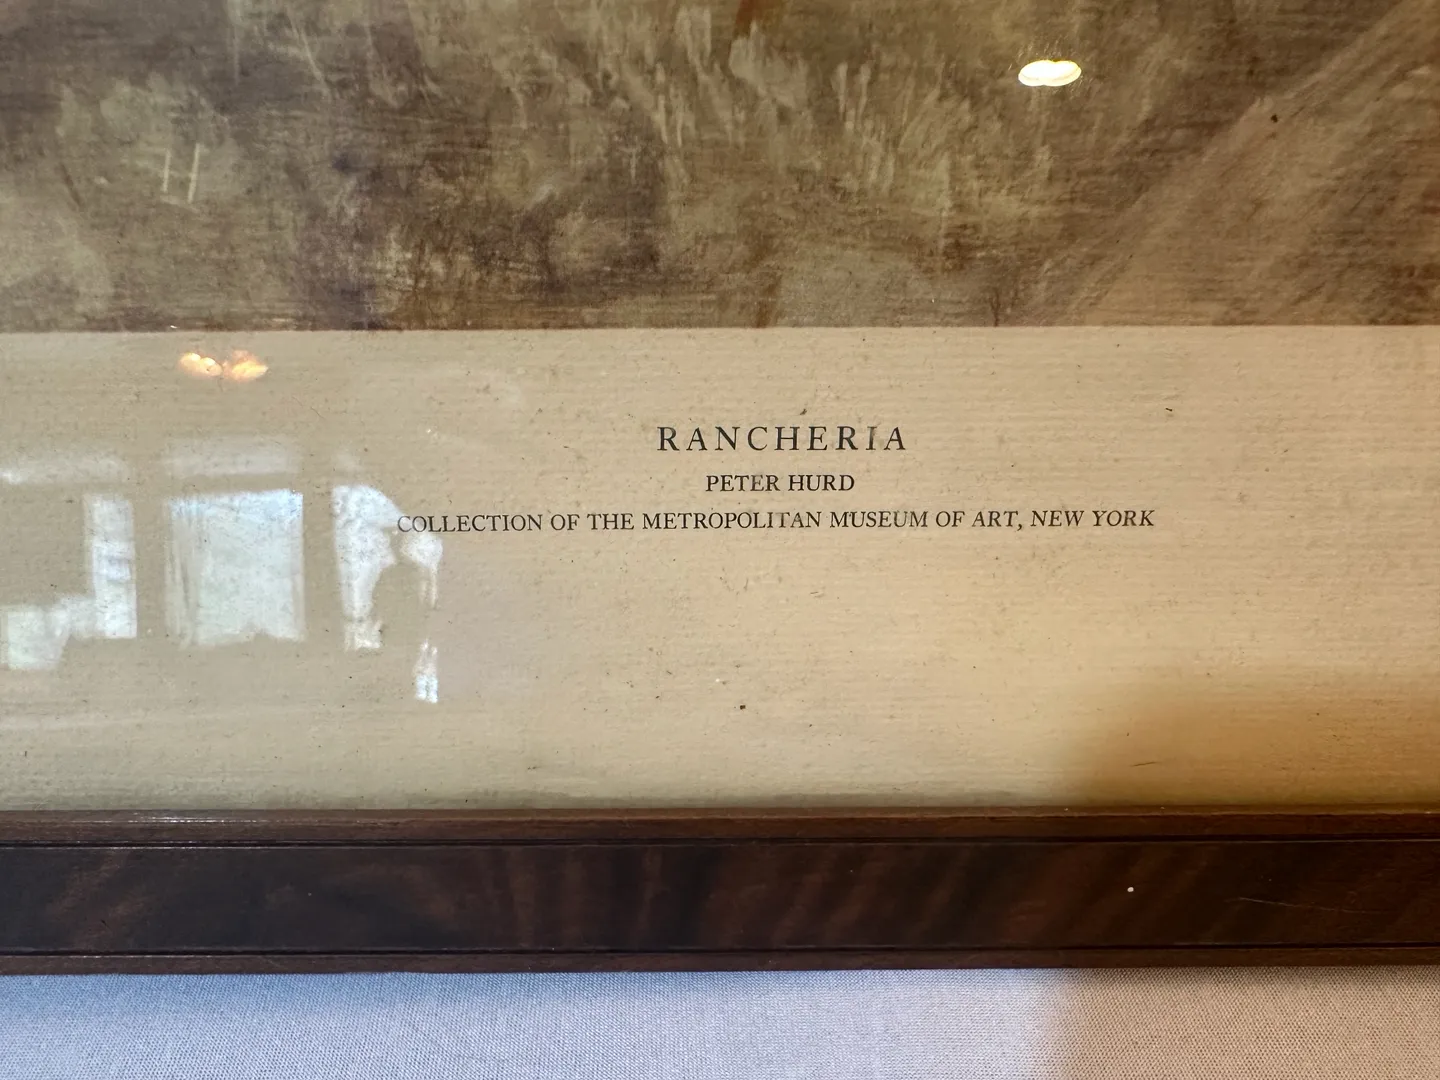 RANCHERIA
PETER HURD
COLLECTION OF THE METROPOLITAN MUSEUM OF ART, NEW YORK